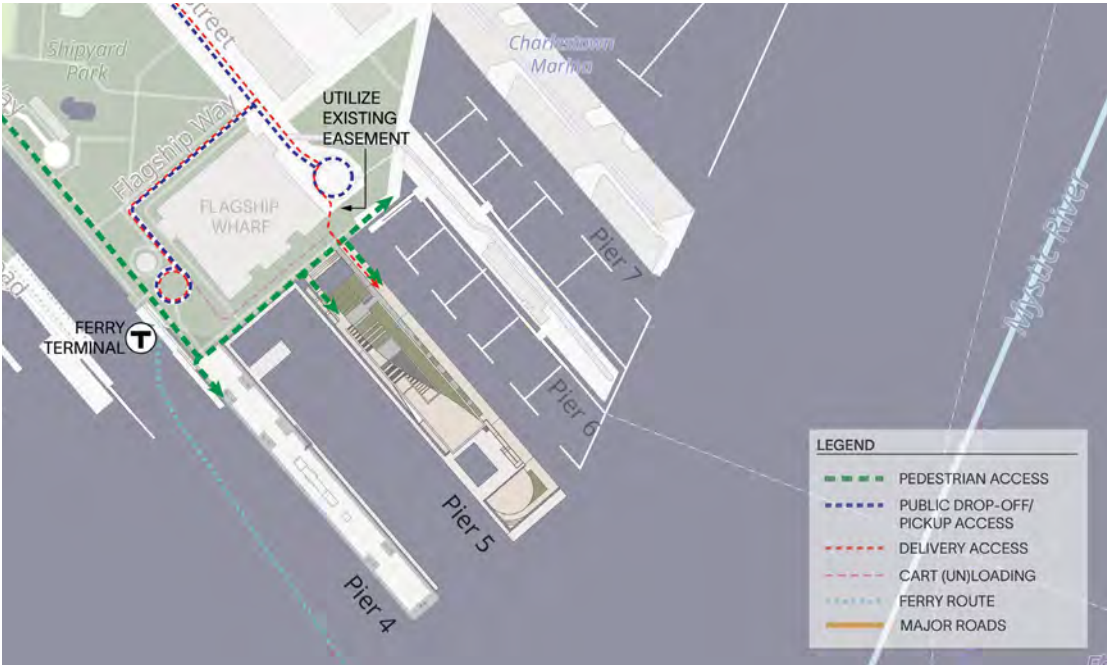 Street
Shipyard
Park
Way
Charlestown
Marina
UTILIZE
EXISTING
EASEMENT
Flagship Way
FLAGSHIP
WHARF
Pier 7
Mystic River
FERRY
TERMINAL
T
Pier 6
Pier 5
Pier 4
LEGEND
PEDESTRIAN ACCESS
PUBLIC DROP-OFF/
PICKUP ACCESS
DELIVERY ACCESS
CART (UN)LOADING
FERRY ROUTE
MAJOR ROADS